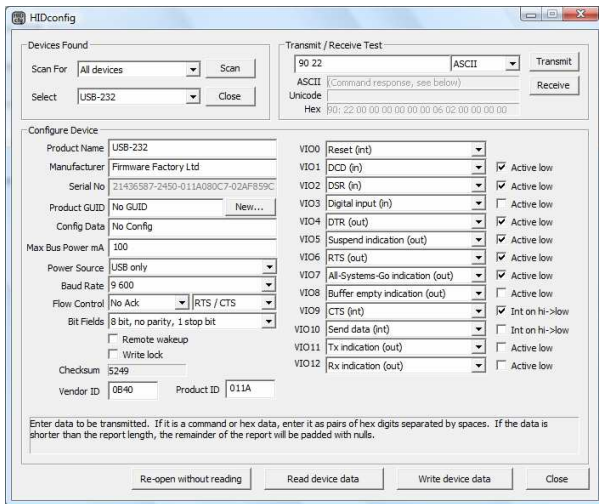 HIDconfig
Devices Found
Scan For All devices Scan
Select USB-232 Close
Transmit / Receive Test
90 22 ASCII Transmit
ASCII (Command response, see below) Receive
Unicode
Hex 90: 22 00 00 00 00 00 06 02 00 00 00 00
Configure Device
Product Name USB-232
Manufacturer Firmware Factory Ltd
Serial No 21436587-2450-011A080C7-02AF859C
Product GUID No GUID New...
Config Data No Config
Max Bus Power mA 100
Power Source USB only
Baud Rate 9 600
Flow Control No Ack RTS / CTS
Bit Fields 8 bit, no parity, 1 stop bit
Remote wakeup
Write lock
Checksum 5249
Vendor ID 0B40 Product ID 011A
VIO0 Reset (int)
VIO1 DCD (in) Active low
VIO2 DSR (in) Active low
VIO3 Digital input (in) Active low
VIO4 DTR (out) Active low
VIO5 Suspend indication (out) Active low
VIO6 RTS (out) Active low
VIO7 All-Systems-Go indication (out) Active low
VIO8 Buffer empty indication (out) Active low
VIO9 CTS (int) Int on hi->low
VIO10 Send data (int) Int on hi->low
VIO11 Tx indication (out) Active low
VIO12 Rx indication (out) Active low
Enter data to be transmitted. If it is a command or hex data, enter it as pairs of hex digits separated by spaces. If the data is
shorter than the report length, the remainder of the report will be padded with nulls.
Re-open without reading Read device data Write device data Close